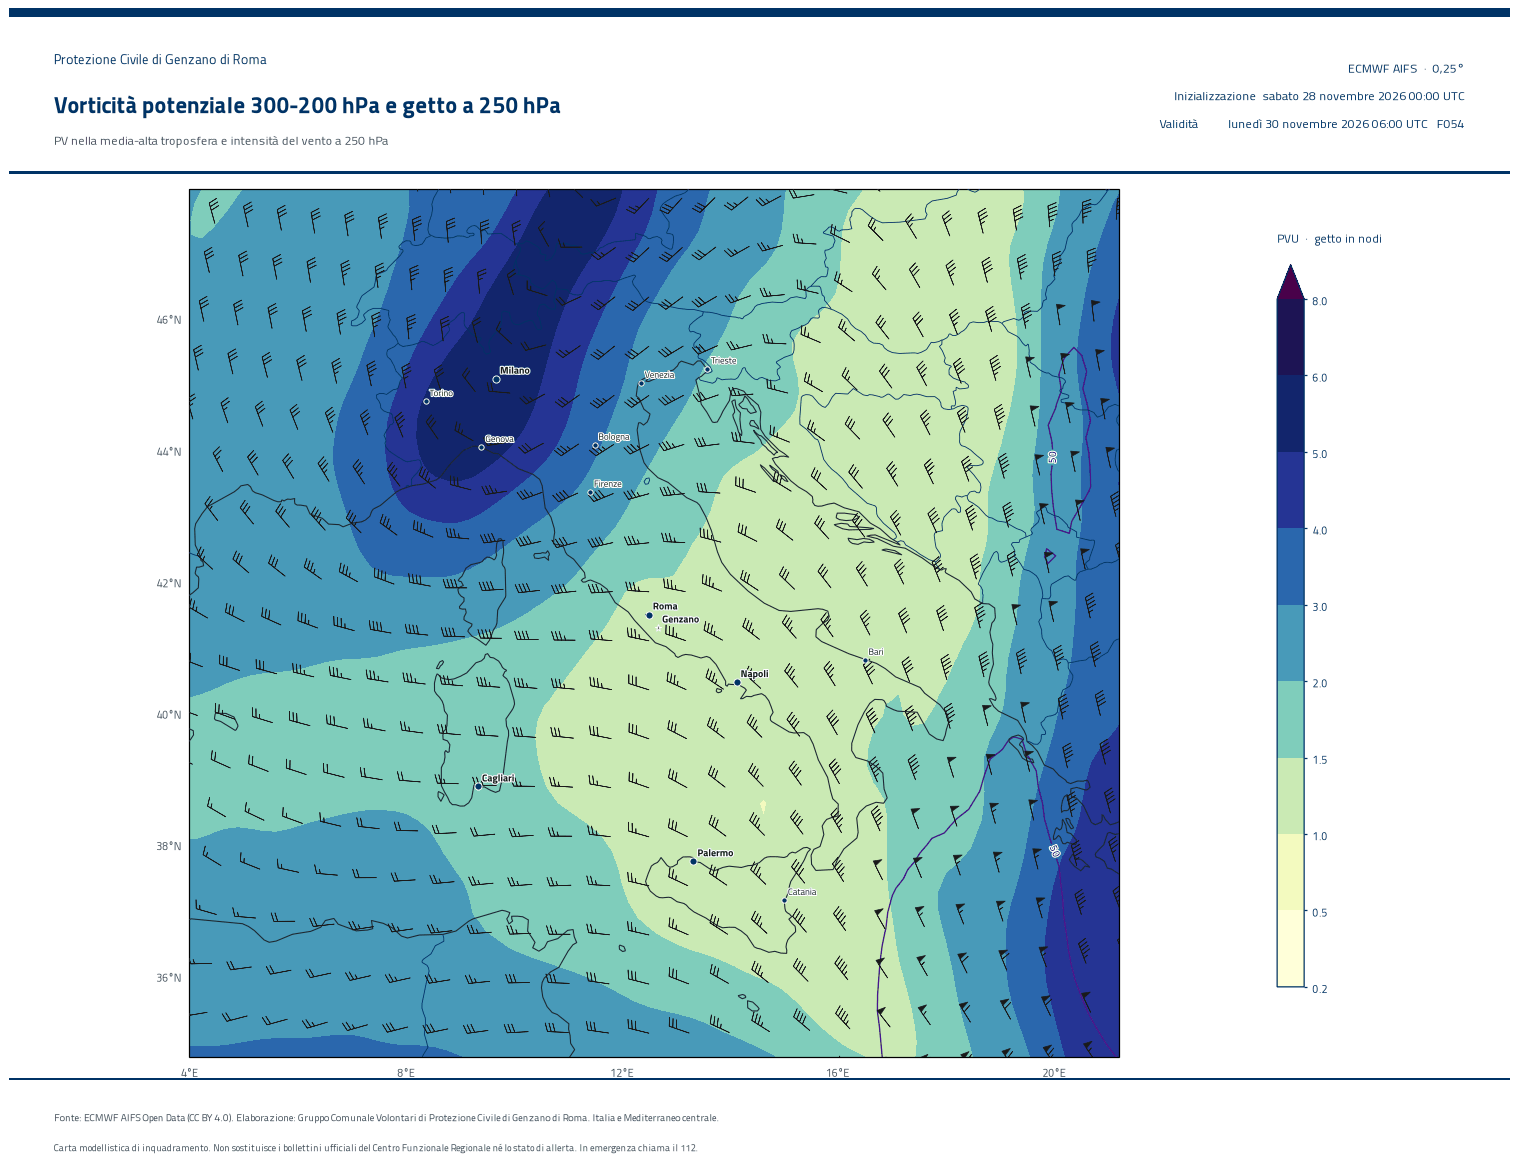 Protezione Civile di Genzano di Roma
Vorticità potenziale 300-200 hPa e getto a 250 hPa
PV nella media-alta troposfera e intensità del vento a 250 hPa
ECMWF AIFS · 0,25°
Inizializzazione sabato 28 novembre 2026 00:00 UTC
Validità lunedì 30 novembre 2026 06:00 UTC F054
PVU · getto in nodi
8.0
6.0
5.0
4.0
3.0
2.0
1.5
1.0
0.5
0.2
46°N
44°N
42°N
40°N
38°N
36°N
4°E
8°E
12°E
16°E
20°E
Trieste
Milano
Venezia
Torino
Genova
Bologna
50
Firenze
Roma
Genzano
Bari
Napoli
Cagliari
50
Palermo
Catania
Fonte: ECMWF AIFS Open Data (CC BY 4.0). Elaborazione: Gruppo Comunale Volontari di Protezione Civile di Genzano di Roma. Italia e Mediterraneo centrale.
Carta modellistica di inquadramento. Non sostituisce i bollettini ufficiali del Centro Funzionale Regionale né lo stato di allerta. In emergenza chiama il 112.